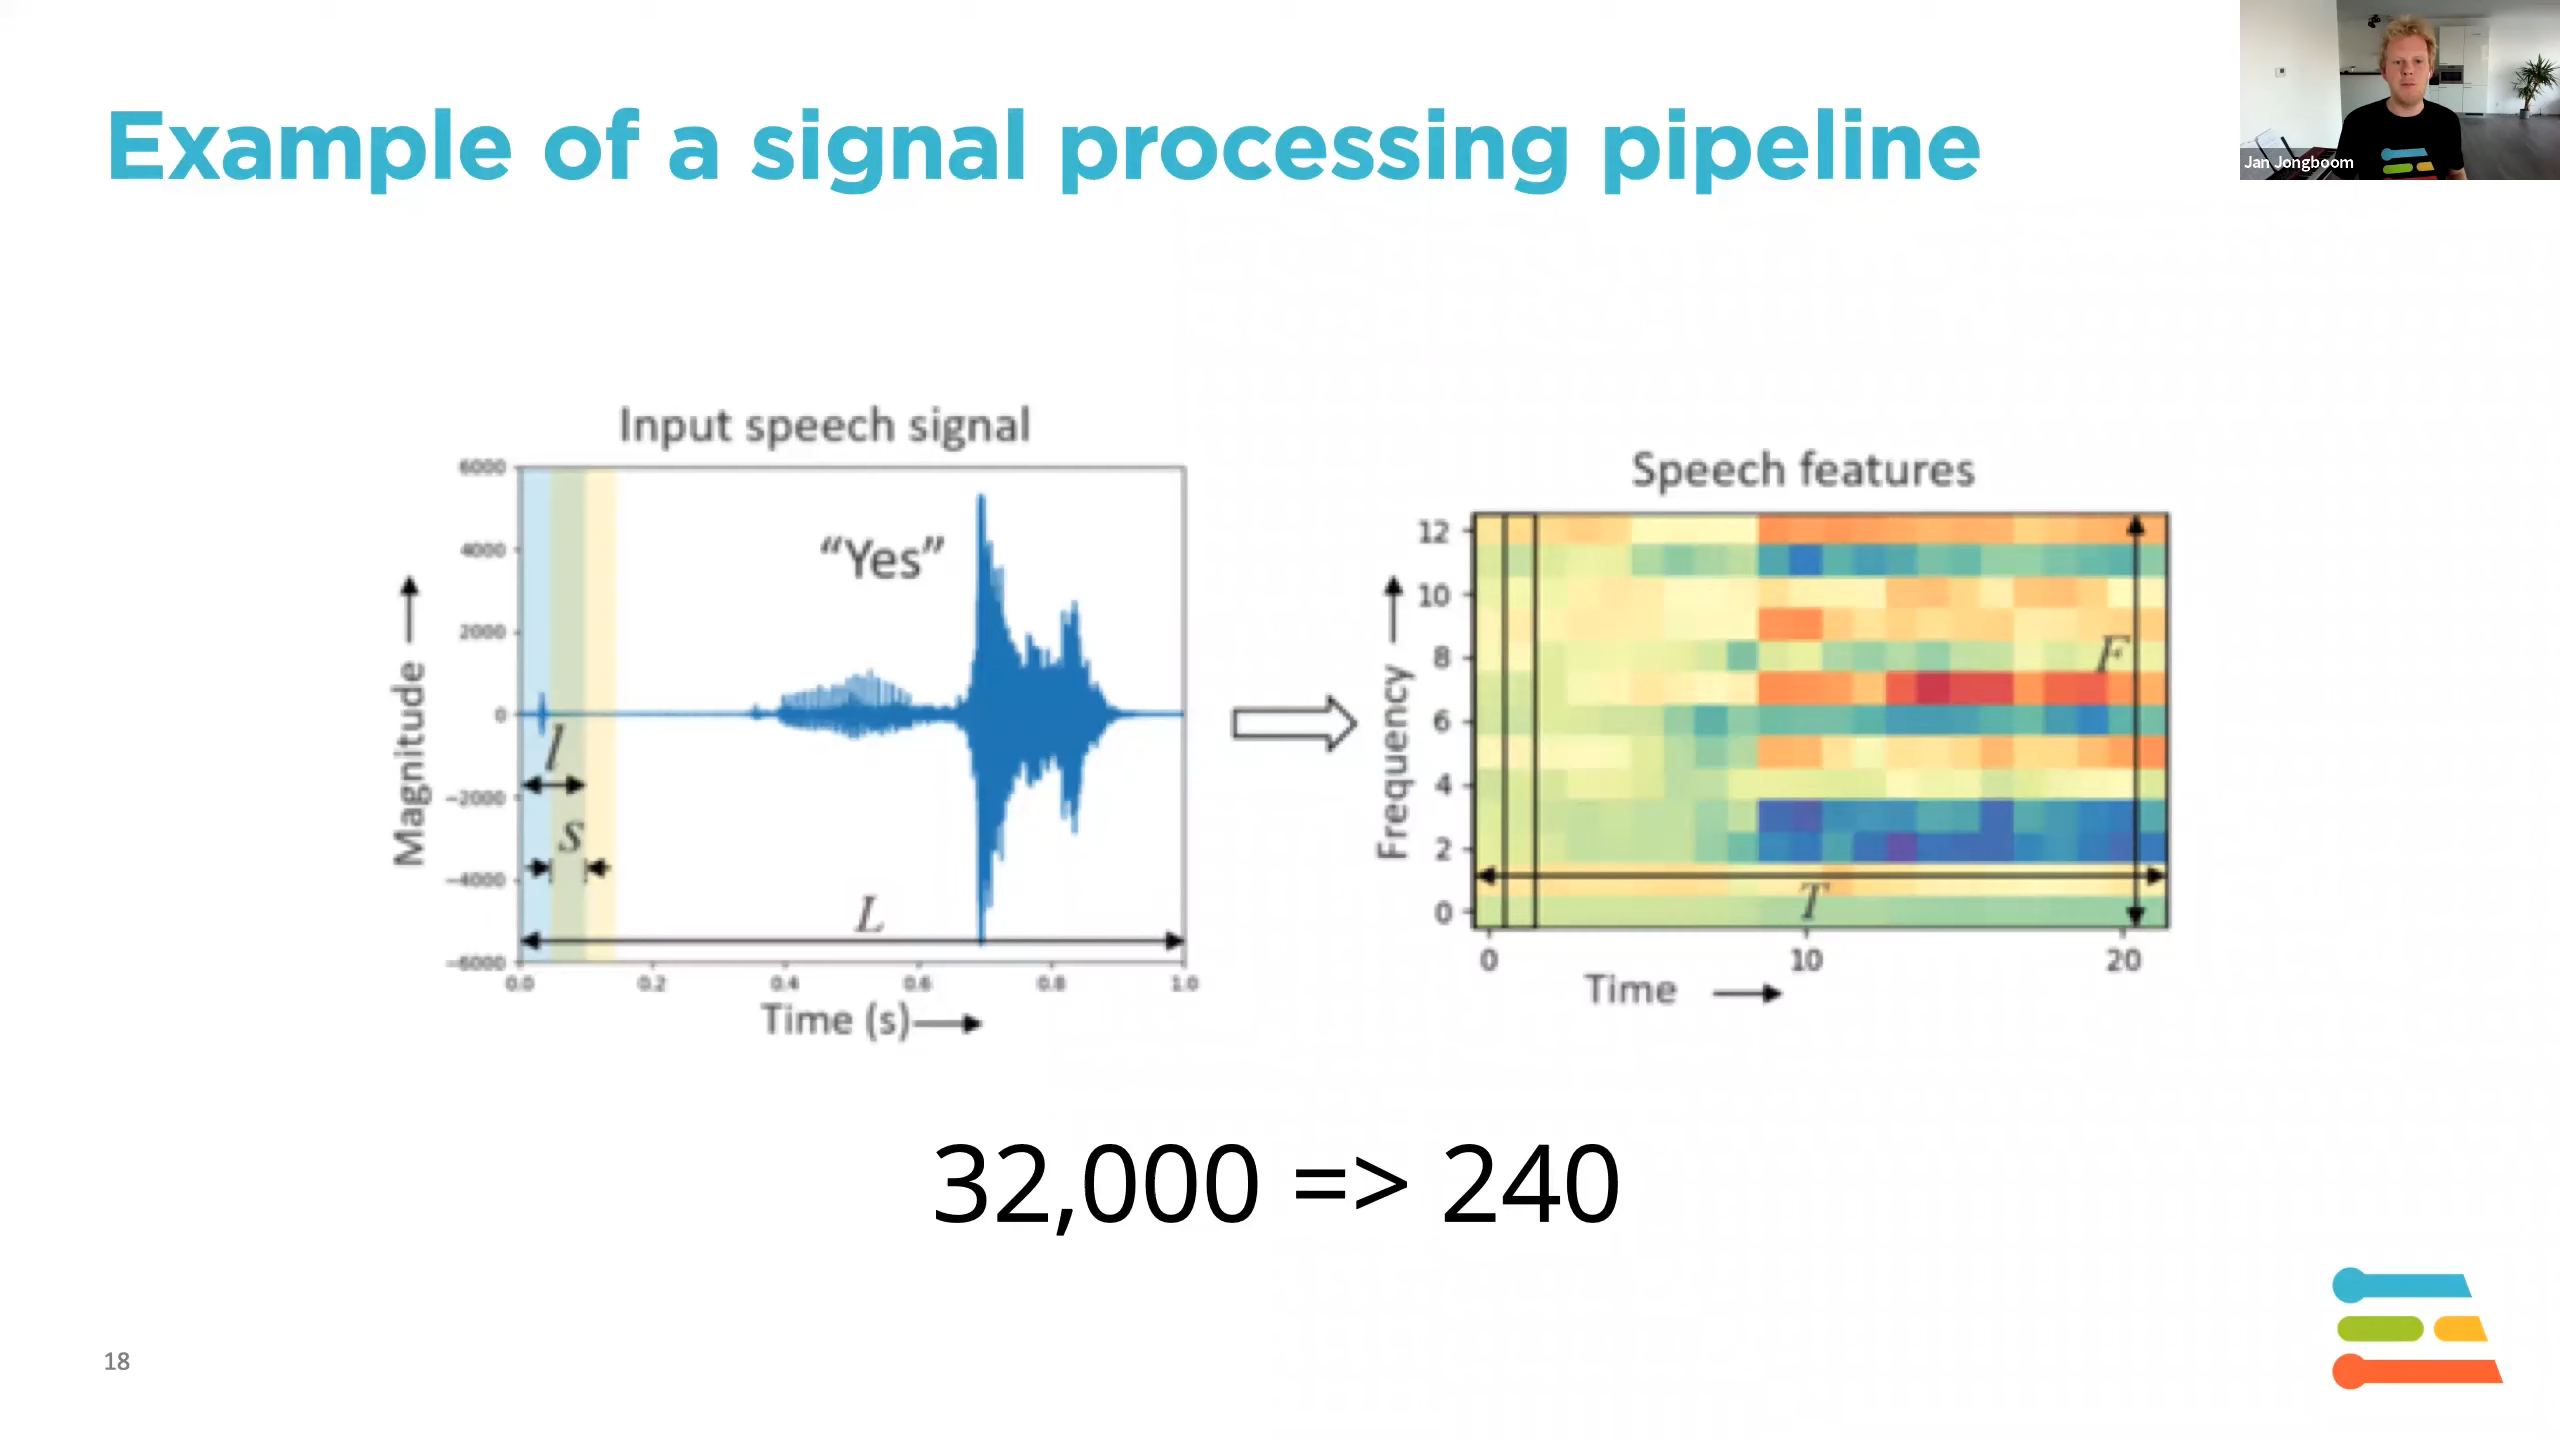 Example of a signal processing pipeline
Jan Jongboom
Input speech signal
6000
4000
2000
0
−2000
−4000
−6000
Magnitude
"Yes"
l
s
L
0.0 0.2 0.4 0.6 0.8 1.0
Time (s)
Speech features
12
10
8
6
4
2
0
Frequency
F
T
0 10 20
Time
32,000 => 240
18